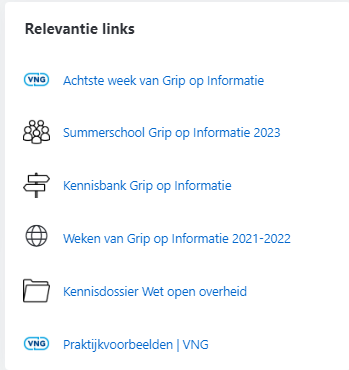 Relevantie links
VNG Achtste week van Grip op Informatie
Summerschool Grip op Informatie 2023
Kennisbank Grip op Informatie
Weken van Grip op Informatie 2021-2022
Kennisdossier Wet open overheid
VNG Praktijkvoorbeelden | VNG